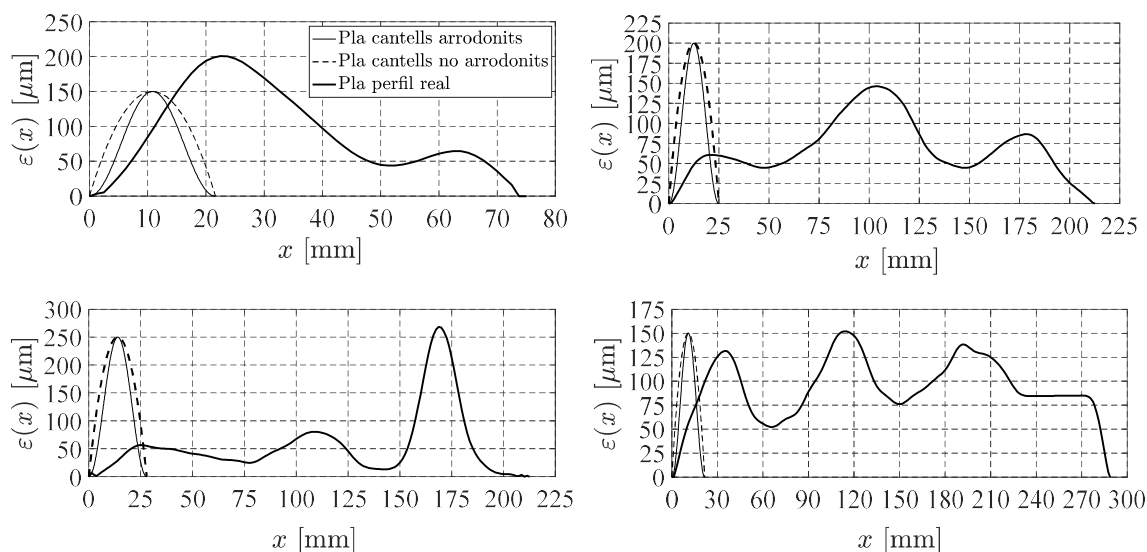 250
200
150
100
50
0
ε(x) [μm]
Pla cantells arrodonits
Pla cantells no arrodonits
Pla perfil real
0 10 20 30 40 50 60 70 80
x [mm]
225
200
175
150
125
100
75
50
25
0
ε(x) [μm]
0 25 50 75 100 125 150 175 200 225
x [mm]
300
250
200
150
100
50
0
ε(x) [μm]
0 25 50 75 100 125 150 175 200 225
x [mm]
175
150
125
100
75
50
25
0
ε(x) [μm]
0 30 60 90 120 150 180 210 240 270 300
x [mm]